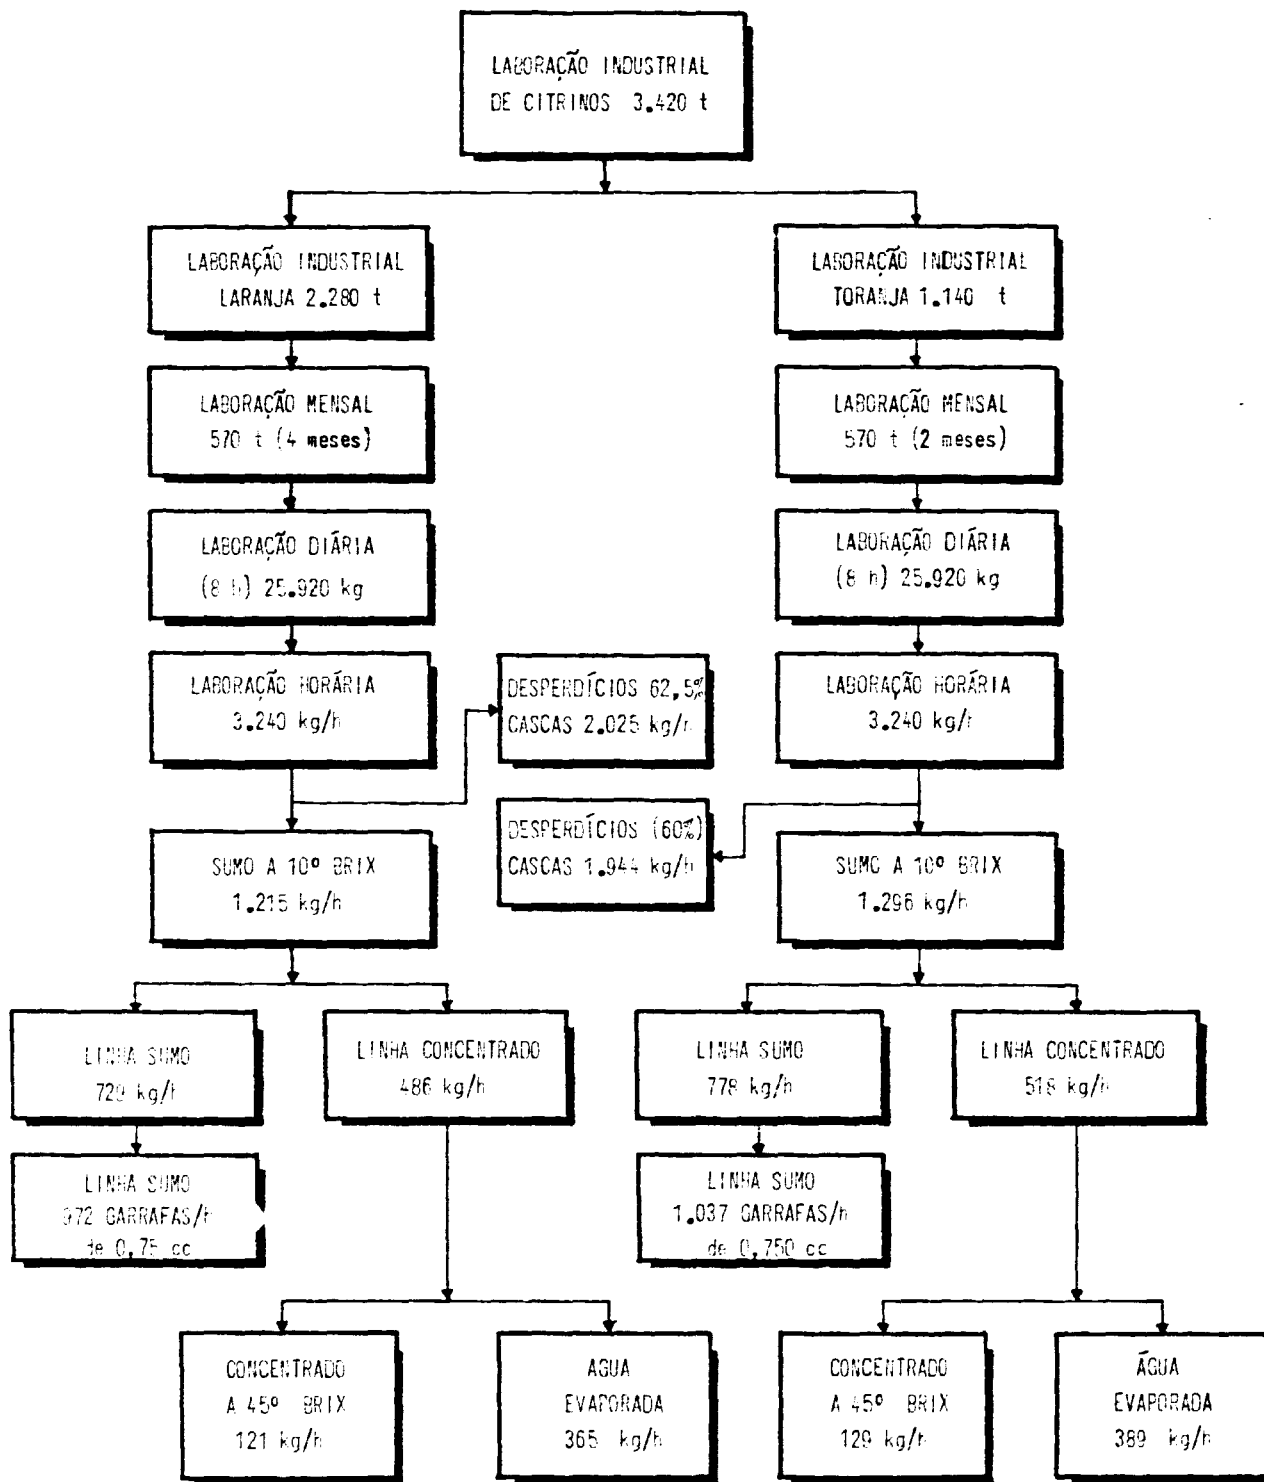 LABORAÇÃO INDUSTRIAL
DE CITRINOS 3.420 t
LABORAÇÃO INDUSTRIAL
LARANJA 2.280 t
LABORAÇÃO INDUSTRIAL
TORANJA 1.140 t
LABORAÇÃO MENSAL
570 t (4 meses)
LABORAÇÃO MENSAL
570 t (2 meses)
LABORAÇÃO DIÁRIA
(8 h) 25.920 kg
LABORAÇÃO DIÁRIA
(8 h) 25.920 kg
LABORAÇÃO HORÁRIA
3.240 kg/h
DESPERDÍCIOS 62,5%
CASCAS 2.025 kg/h
LABORAÇÃO HORÁRIA
3.240 kg/h
DESPERDÍCIOS (60%)
CASCAS 1.944 kg/h
SUMO A 10º BRIX
1.215 kg/h
SUMO A 10º BRIX
1.296 kg/h
LINHA SUMO
729 kg/h
LINHA CONCENTRADO
486 kg/h
LINHA SUMO
778 kg/h
LINHA CONCENTRADO
518 kg/h
LINHA SUMO
972 GARRAFAS/h
de 0,75 cc
LINHA SUMO
1.037 GARRAFAS/h
de 0,750 cc
CONCENTRADO
A 45º BRIX
121 kg/h
AGUA
EVAPORADA
365 kg/h
CONCENTRADO
A 45º BRIX
129 kg/h
ÁGUA
EVAPORADA
389 kg/h